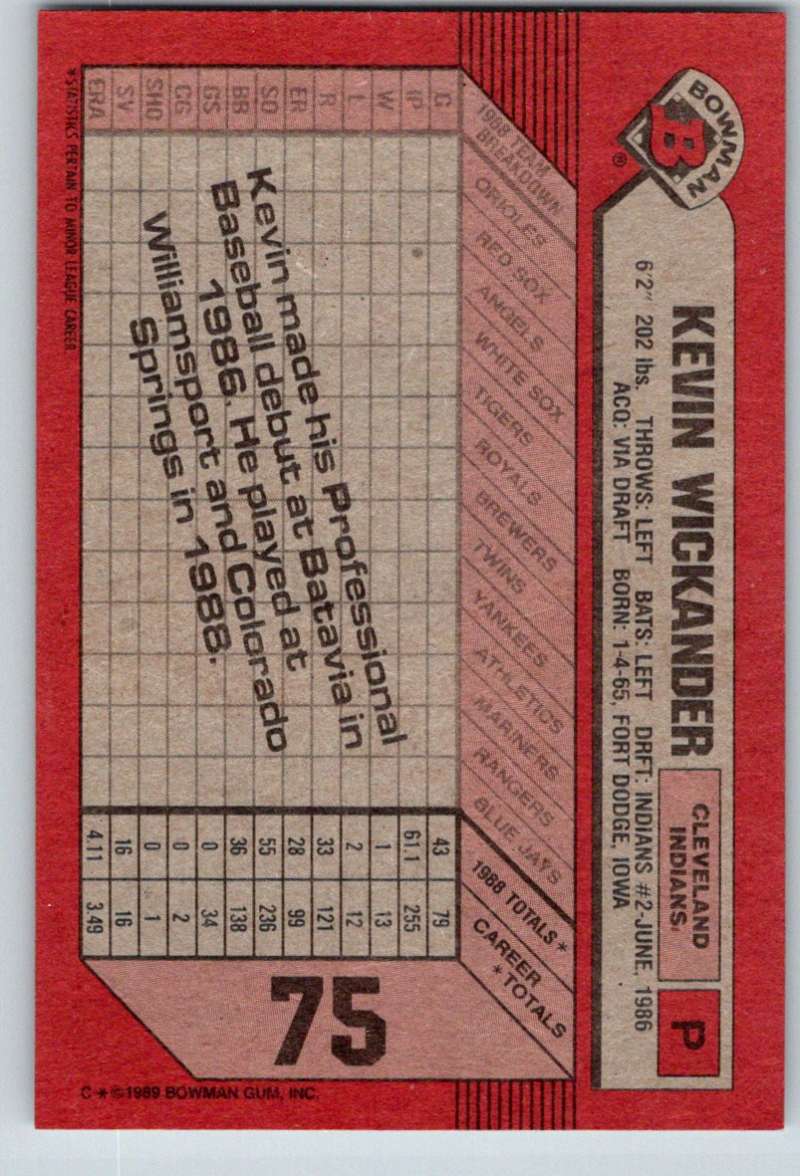 BOWMAN
B
®
KEVIN WICKANDER
CLEVELAND
INDIANS
P
6'2" 202 lbs. THROWS: LEFT BATS: LEFT DRFT: INDIANS #2-JUNE, 1986
ACQ: VIA DRAFT BORN: 1-4-65, FORT DODGE, IOWA
1988 TEAM
BREAKDOWN
ORIOLES
RED SOX
ANGELS
WHITE SOX
TIGERS
ROYALS
BREWERS
TWINS
YANKEES
ATHLETICS
MARINERS
RANGERS
BLUE JAYS
1988 TOTALS*
CAREER
*TOTALS
G 43 79
IP 61.1 255
W 1 13
L 2 12
R 33 121
ER 28 99
SO 55 236
BB 36 138
GS 0 34
CG 0 2
SHO 0 1
SV 16 16
ERA 4.11 3.49
Kevin made his Professional
Baseball debut at Batavia in
1986. He played at
Williamsport and Colorado
Springs in 1988.
75
*STATISTICS PERTAIN TO MINOR LEAGUE CAREER
C*©1989 BOWMAN GUM, INC.